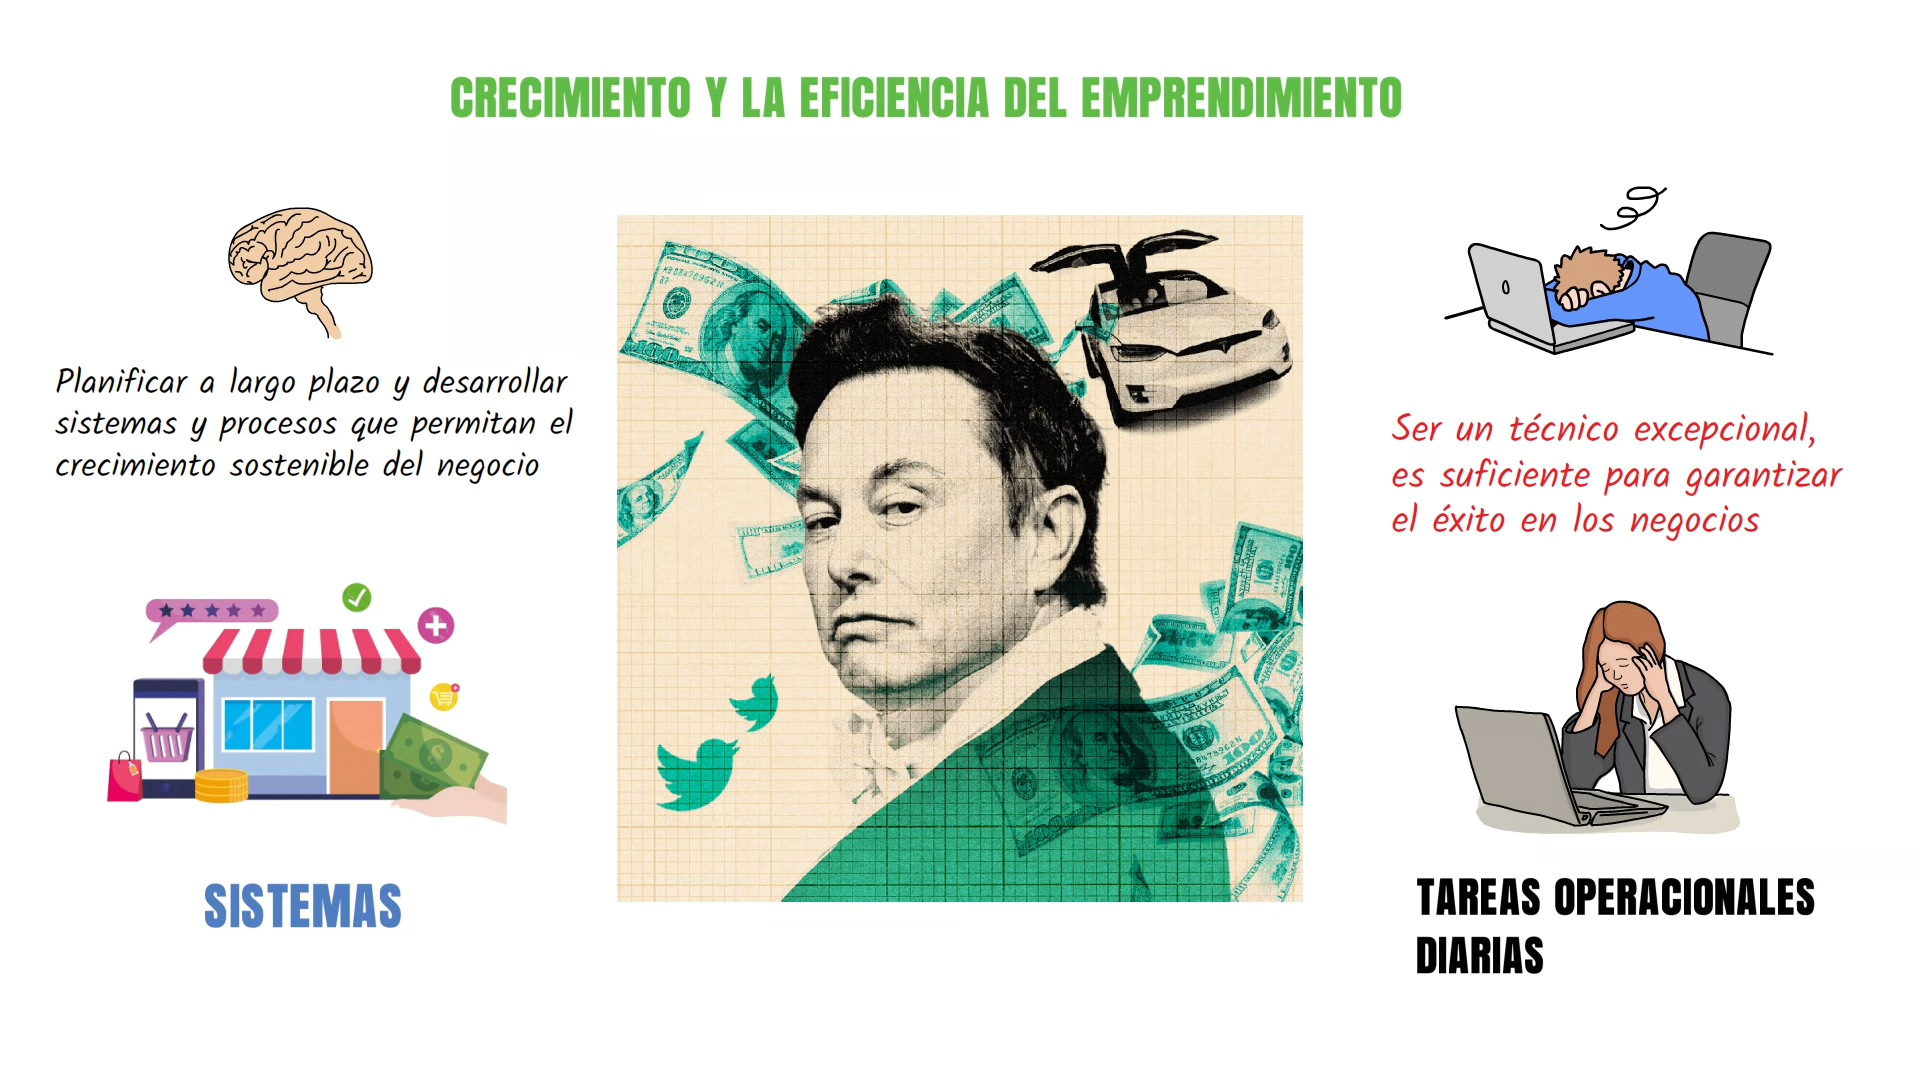 CRECIMIENTO Y LA EFICIENCIA DEL EMPRENDIMIENTO
Planificar a largo plazo y desarrollar
sistemas y procesos que permitan el
crecimiento sostenible del negocio
SISTEMAS
Ser un técnico excepcional,
es suficiente para garantizar
el éxito en los negocios
TAREAS OPERACIONALES
DIARIAS